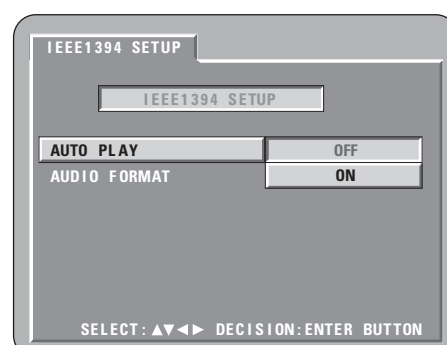 IEEE1394 SETUP
IEEE1394 SETUP
AUTO PLAY OFF
AUDIO FORMAT ON
SELECT:▲▼◄► DECISION:ENTER BUTTON